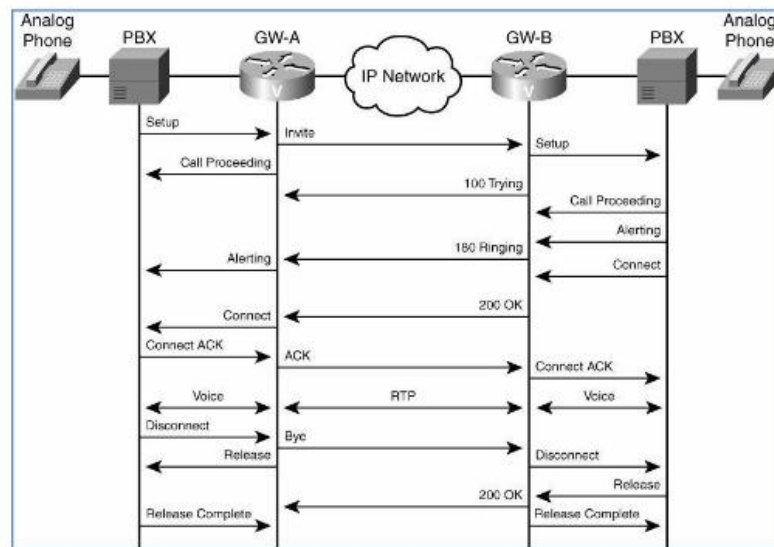 Analog
Phone
PBX
GW-A
IP Network
GW-B
PBX
Analog
Phone
V
V
Setup
Invite
Setup
Call Proceeding
100 Trying
Call Proceeding
Alerting
180 Ringing
Alerting
Connect
200 OK
Connect
Connect ACK
ACK
Connect ACK
Voice
RTP
Voice
Disconnect
Bye
Release
Disconnect
Release
200 OK
Release Complete
Release Complete